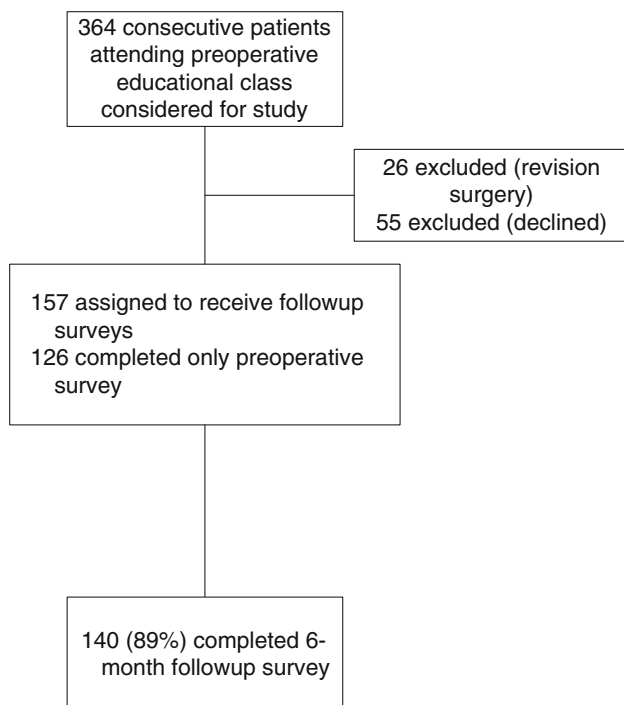 364 consecutive patients
attending preoperative
educational class
considered for study
26 excluded (revision
surgery)
55 excluded (declined)
157 assigned to receive followup
surveys
126 completed only preoperative
survey
140 (89%) completed 6-
month followup survey